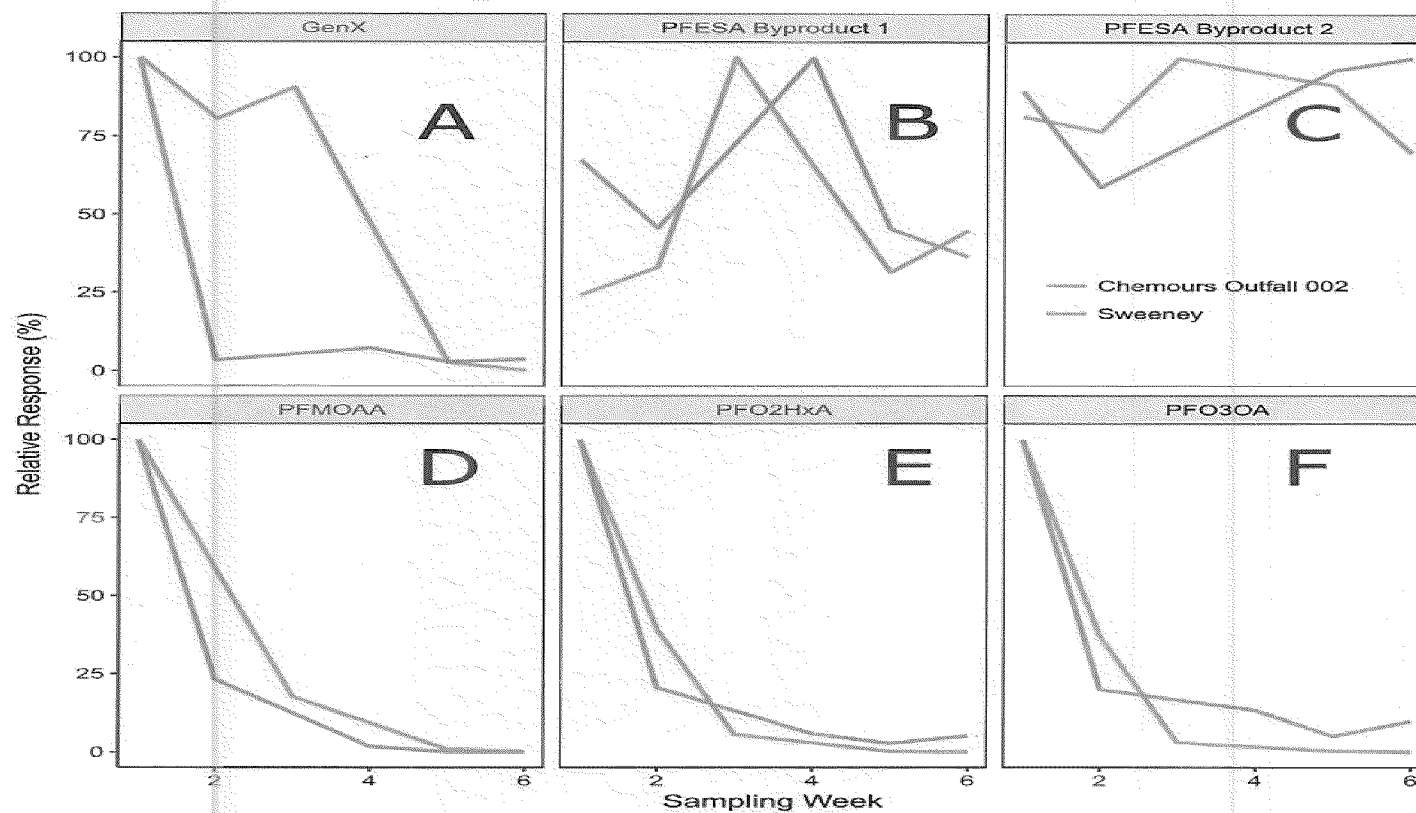 GenX
PFESA Byproduct 1
PFESA Byproduct 2
100
75
50
25
0
A
B
C
Chemours Outfall 002
Sweeney
Relative Response (%)
PFMOAA
PFO2HxA
PFO3OA
100
75
50
25
0
D
E
F
2
4
6
2
4
6
2
4
6
Sampling Week